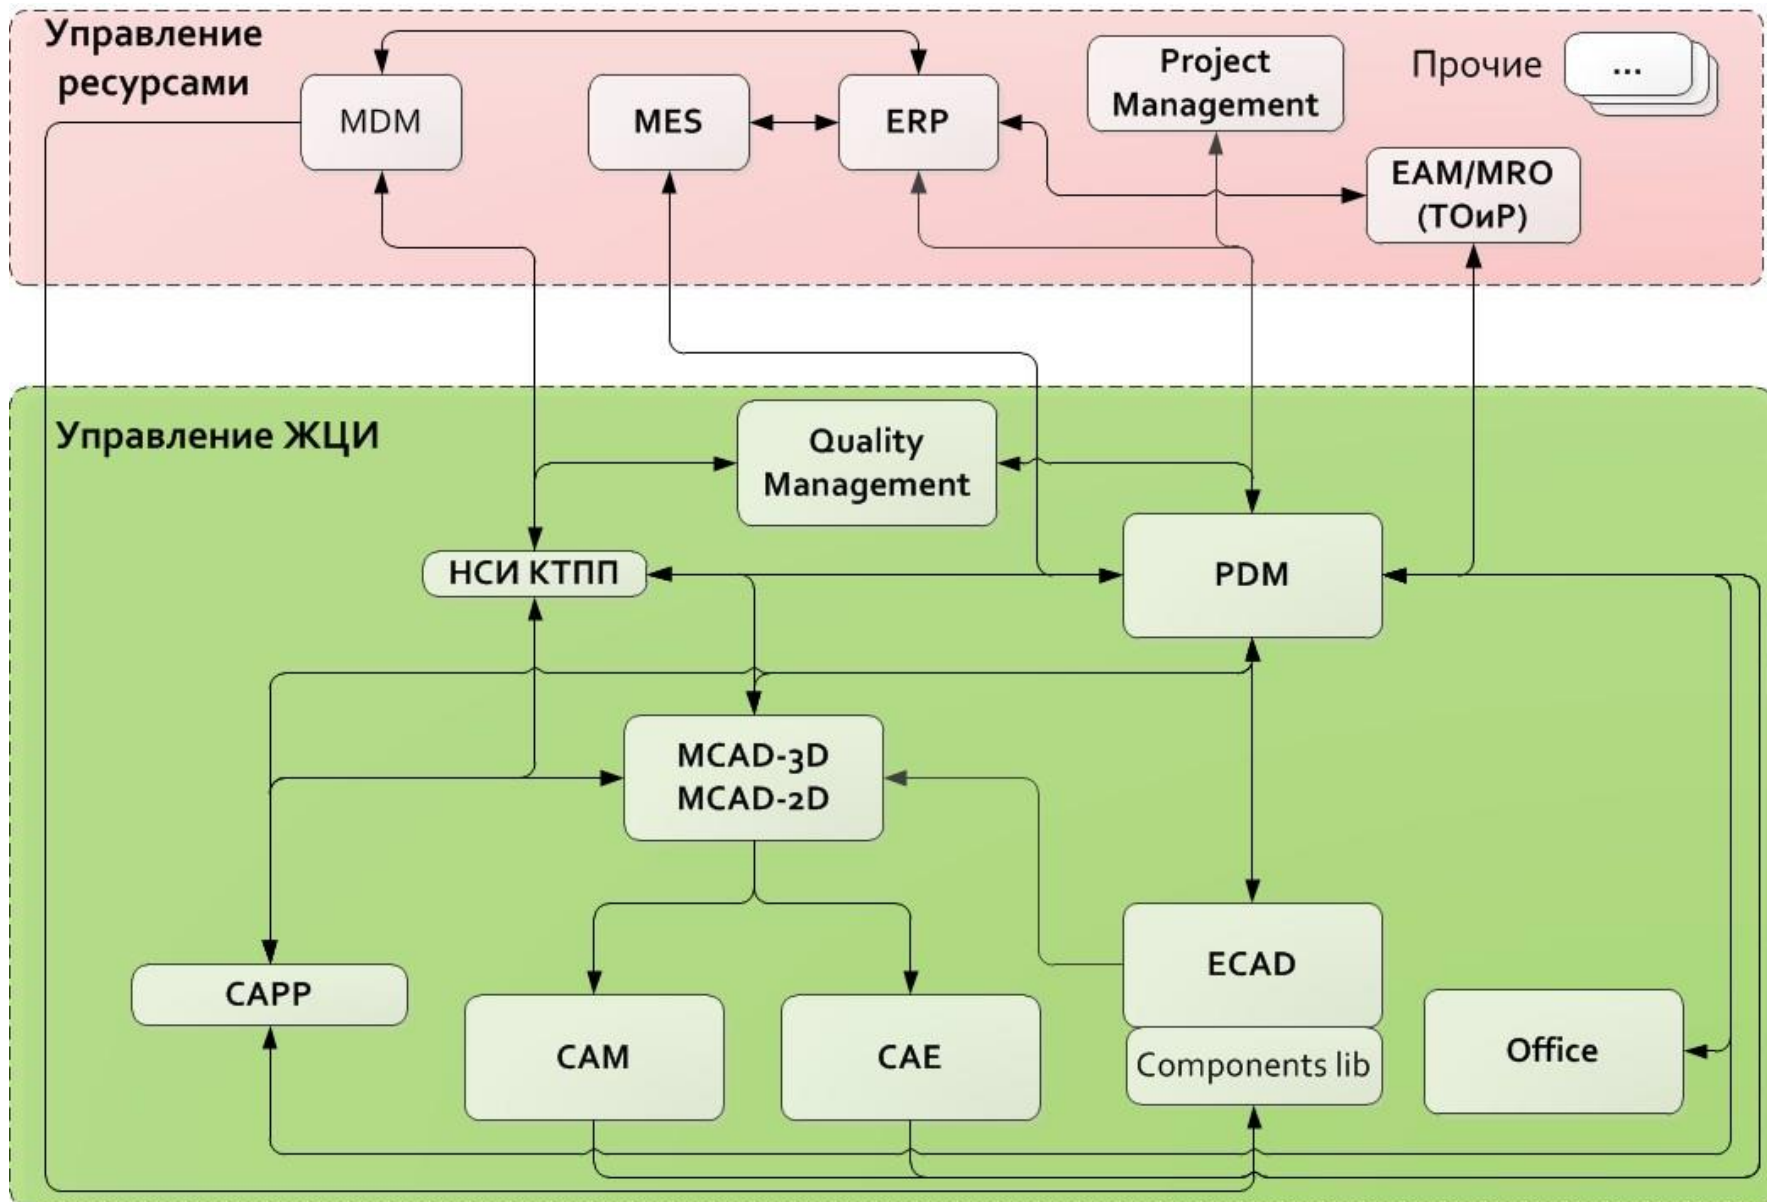 Управление
ресурсами
MDM
MES
ERP
Project
Management
Прочие
...
EAM/MRO
(ТОиР)
Управление ЖЦИ
Quality
Management
НСИ КТПП
PDM
MCAD-3D
MCAD-2D
CAPP
CAM
CAE
ECAD
Components lib
Office